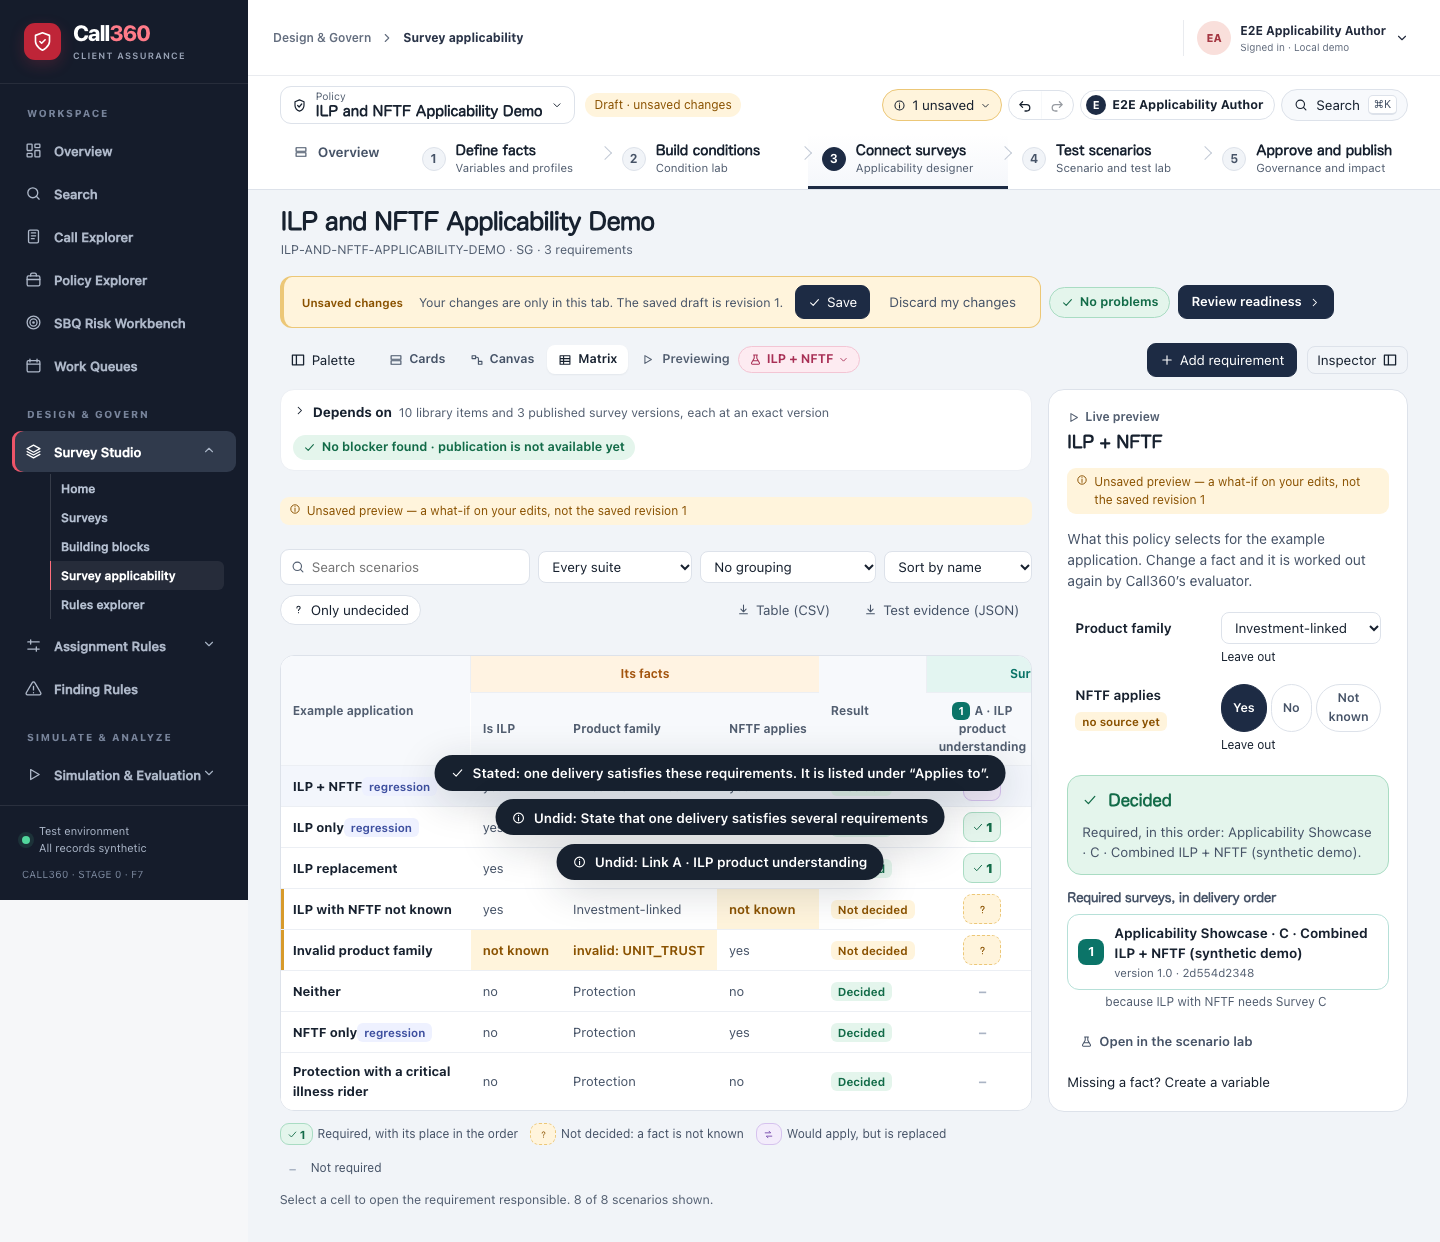 Call360
CLIENT ASSURANCE
WORKSPACE
Overview
Search
Call Explorer
Policy Explorer
SBQ Risk Workbench
Work Queues
DESIGN & GOVERN
Survey Studio
Home
Surveys
Building blocks
Survey applicability
Rules explorer
Assignment Rules
Finding Rules
SIMULATE & ANALYZE
Simulation & Evaluation
Test environment
All records synthetic
CALL360 · STAGE 0 · F7
Design & Govern > Survey applicability
EA
E2E Applicability Author
Signed in · Local demo
Policy
ILP and NFTF Applicability Demo
Draft · unsaved changes
1 unsaved
E E2E Applicability Author
Search ⌘K
Overview
1 Define facts
Variables and profiles
2 Build conditions
Condition lab
3 Connect surveys
Applicability designer
4 Test scenarios
Scenario and test lab
5 Approve and publish
Governance and impact
ILP and NFTF Applicability Demo
ILP-AND-NFTF-APPLICABILITY-DEMO · SG · 3 requirements
Unsaved changes Your changes are only in this tab. The saved draft is revision 1. Save Discard my changes
No problems
Review readiness
Palette
Cards
Canvas
Matrix
Previewing
ILP + NFTF
Add requirement
Inspector
Depends on 10 library items and 3 published survey versions, each at an exact version
No blocker found · publication is not available yet
Unsaved preview — a what-if on your edits, not the saved revision 1
Search scenarios
Every suite
No grouping
Sort by name
? Only undecided
Table (CSV)
Test evidence (JSON)
Its facts
Sur
Example application
Is ILP
Product family
NFTF applies
Result
1 A · ILP
product
understanding
Stated: one delivery satisfies these requirements. It is listed under “Applies to”.
ILP + NFTF regression
Undid: State that one delivery satisfies several requirements
ILP only regression yes 1
Undid: Link A · ILP product understanding
ILP replacement yes 1
ILP with NFTF not known yes Investment-linked not known Not decided ?
Invalid product family not known invalid: UNIT_TRUST yes Not decided ?
Neither no Protection no Decided –
NFTF only regression no Protection yes Decided –
Protection with a critical
illness rider no Protection no Decided –
1 Required, with its place in the order
? Not decided: a fact is not known
Would apply, but is replaced
– Not required
Select a cell to open the requirement responsible. 8 of 8 scenarios shown.
Live preview
ILP + NFTF
Unsaved preview — a what-if on your edits, not
the saved revision 1
What this policy selects for the example
application. Change a fact and it is worked out
again by Call360’s evaluator.
Product family Investment-linked
Leave out
NFTF applies
no source yet
Yes
No
Not
known
Leave out
Decided
Required, in this order: Applicability Showcase
· C · Combined ILP + NFTF (synthetic demo).
Required surveys, in delivery order
1 Applicability Showcase · C · Combined
ILP + NFTF (synthetic demo)
version 1.0 · 2d554d2348
because ILP with NFTF needs Survey C
Open in the scenario lab
Missing a fact? Create a variable